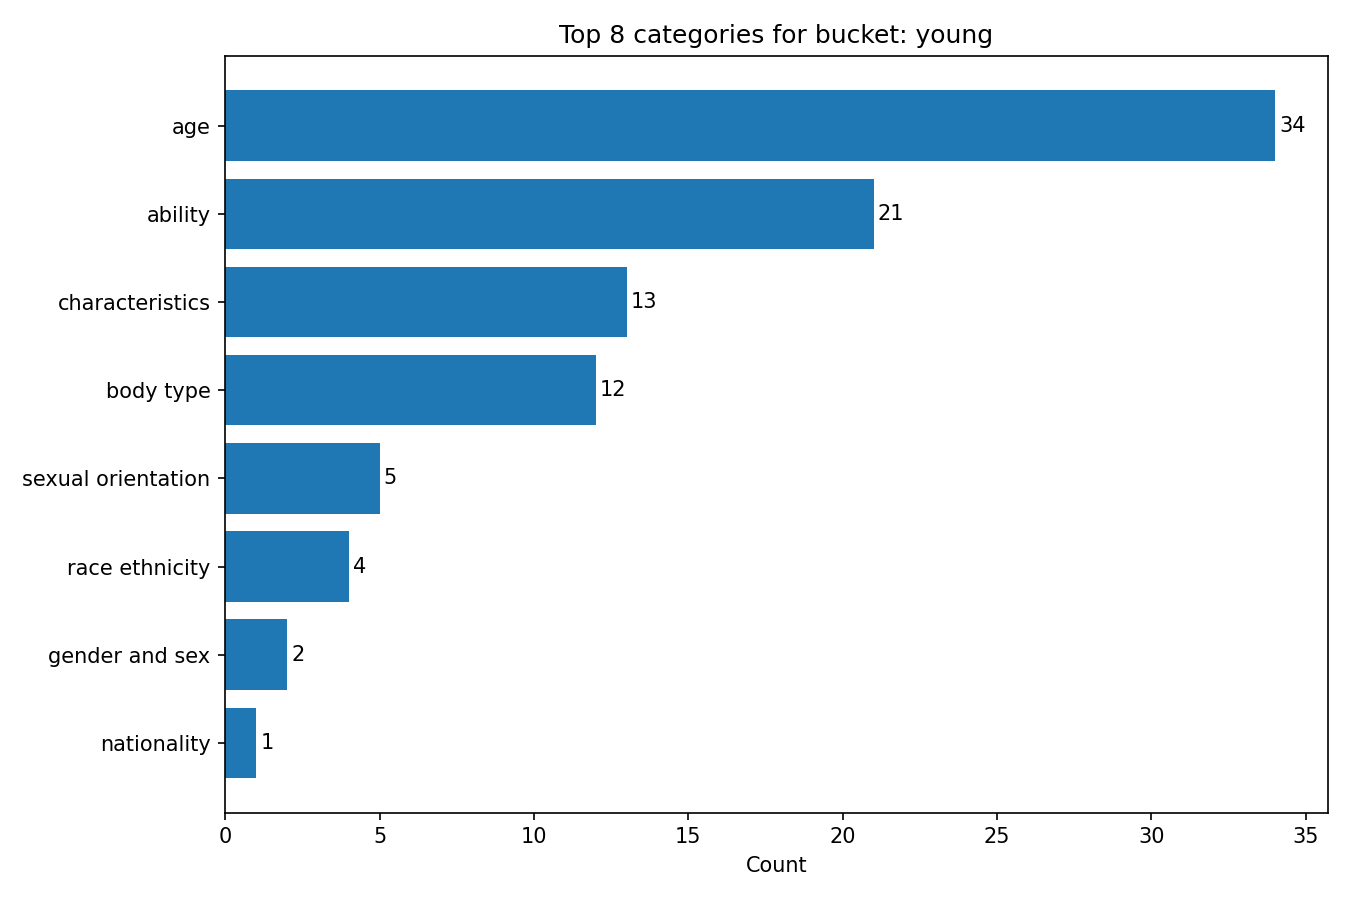 Top 8 categories for bucket: young
age
34
ability
21
characteristics
13
body type
12
sexual orientation
5
race ethnicity
4
gender and sex
2
nationality
1
0 5 10 15 20 25 30 35
Count